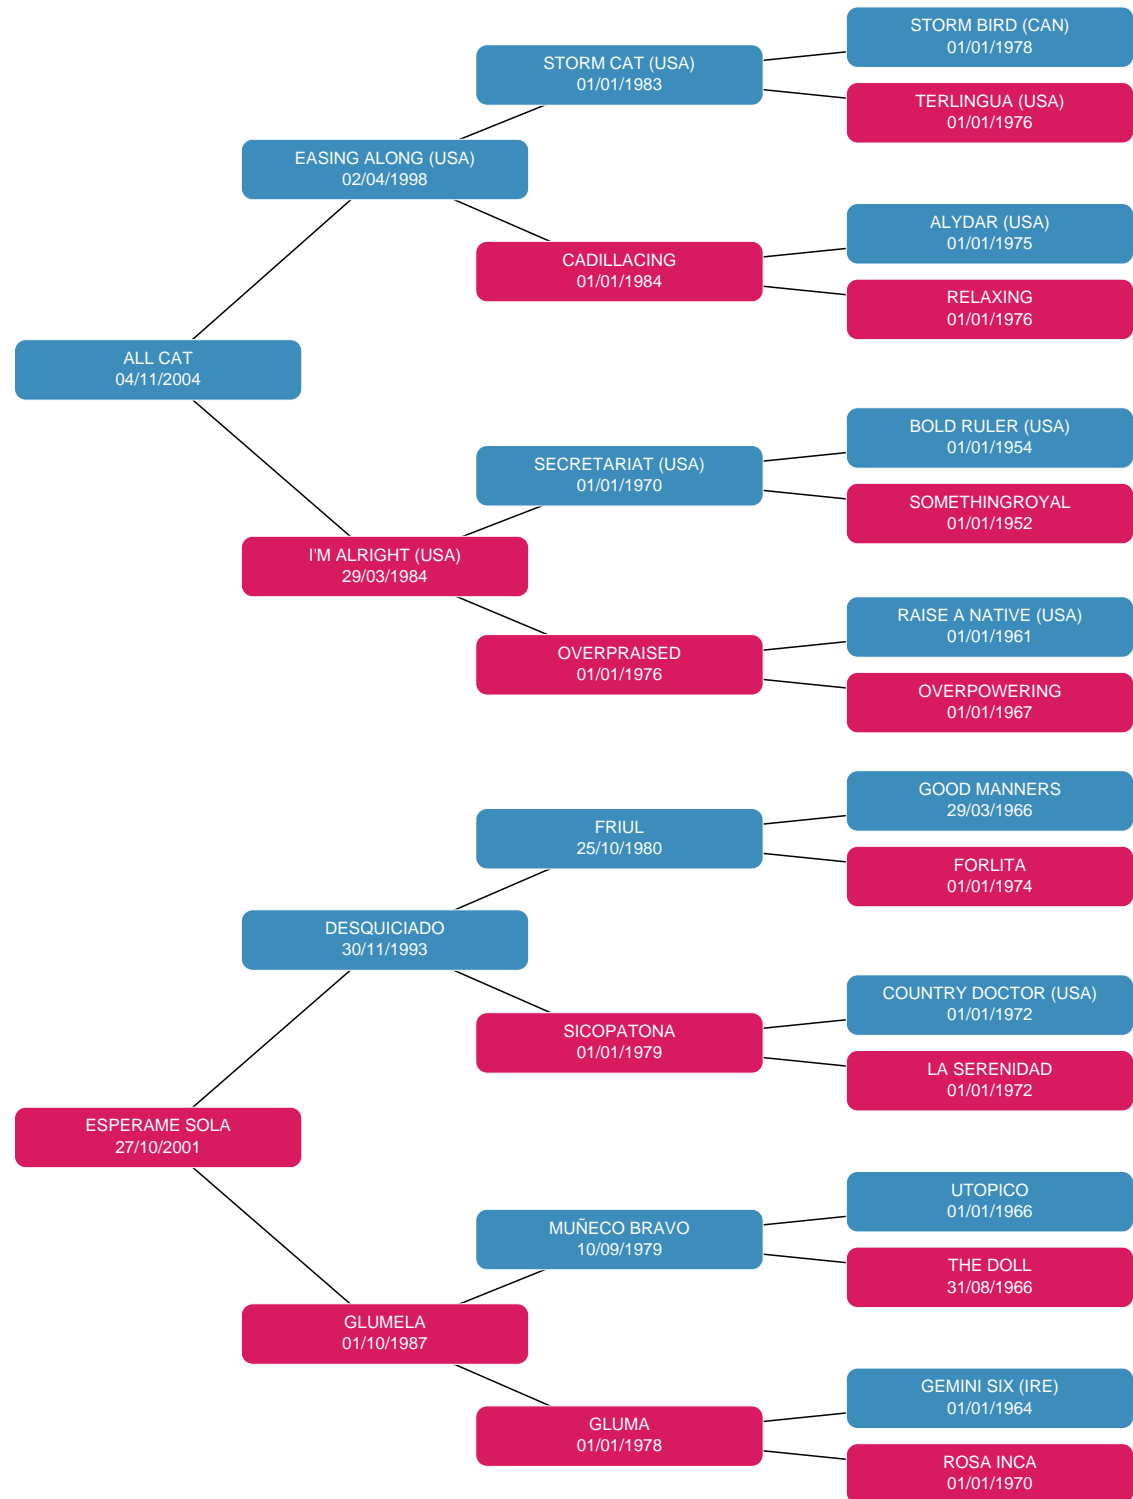 STORM BIRD (CAN)
01/01/1978
STORM CAT (USA)
01/01/1983
TERLINGUA (USA)
01/01/1976
EASING ALONG (USA)
02/04/1998
ALYDAR (USA)
01/01/1975
CADILLACING
01/01/1984
RELAXING
01/01/1976
ALL CAT
04/11/2004
BOLD RULER (USA)
01/01/1954
SECRETARIAT (USA)
01/01/1970
SOMETHINGROYAL
01/01/1952
I'M ALRIGHT (USA)
29/03/1984
RAISE A NATIVE (USA)
01/01/1961
OVERPRAISED
01/01/1976
OVERPOWERING
01/01/1967
GOOD MANNERS
29/03/1966
FRIUL
25/10/1980
FORLITA
01/01/1974
DESQUICIADO
30/11/1993
COUNTRY DOCTOR (USA)
01/01/1972
SICOPATONA
01/01/1979
LA SERENIDAD
01/01/1972
ESPERAME SOLA
27/10/2001
UTOPICO
01/01/1966
MUÑECO BRAVO
10/09/1979
THE DOLL
31/08/1966
GLUMELA
01/10/1987
GEMINI SIX (IRE)
01/01/1964
GLUMA
01/01/1978
ROSA INCA
01/01/1970